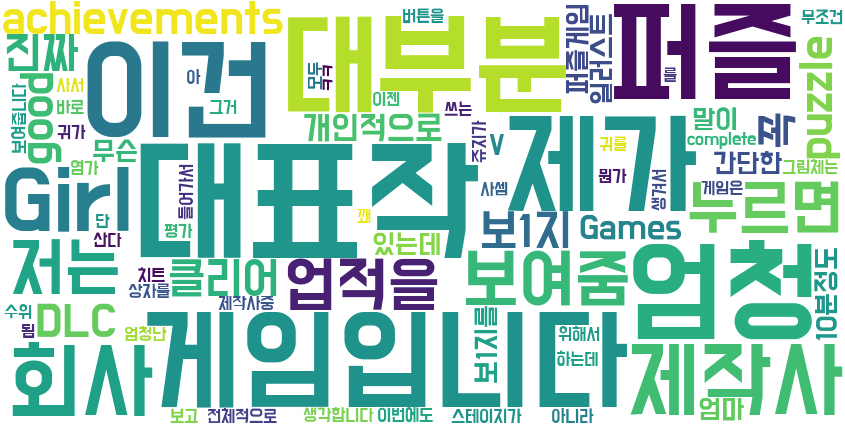 achievements
버튼을
무조건
진짜
이건
대부분
퍼즐
퍼즐게임
일러스트
모두
를
사서
good
바로
보여줍니다
귀가
아
그거
이젠
쓰는
puzzle
개인적으로
무슨
쥬지가
V
말이
complete
꼭
제가
귀를
뭔가
간단한
그림체는
염가
Girl
대표작
사셈
생겨서
게임은
두르면
단
들어가서
꽤
보1지
Games
산다
평가
있는데
저는
치트
클리어
업적을
보여줌
엄청
10분정도
상자를
제작사중
수위
DLC
됨
엄청난
회사
게임입니다
보1지를
위해서
하는데
제작사
엄마
보고
전체적으로
생각합니다
이번에도
스테이지가
아니라